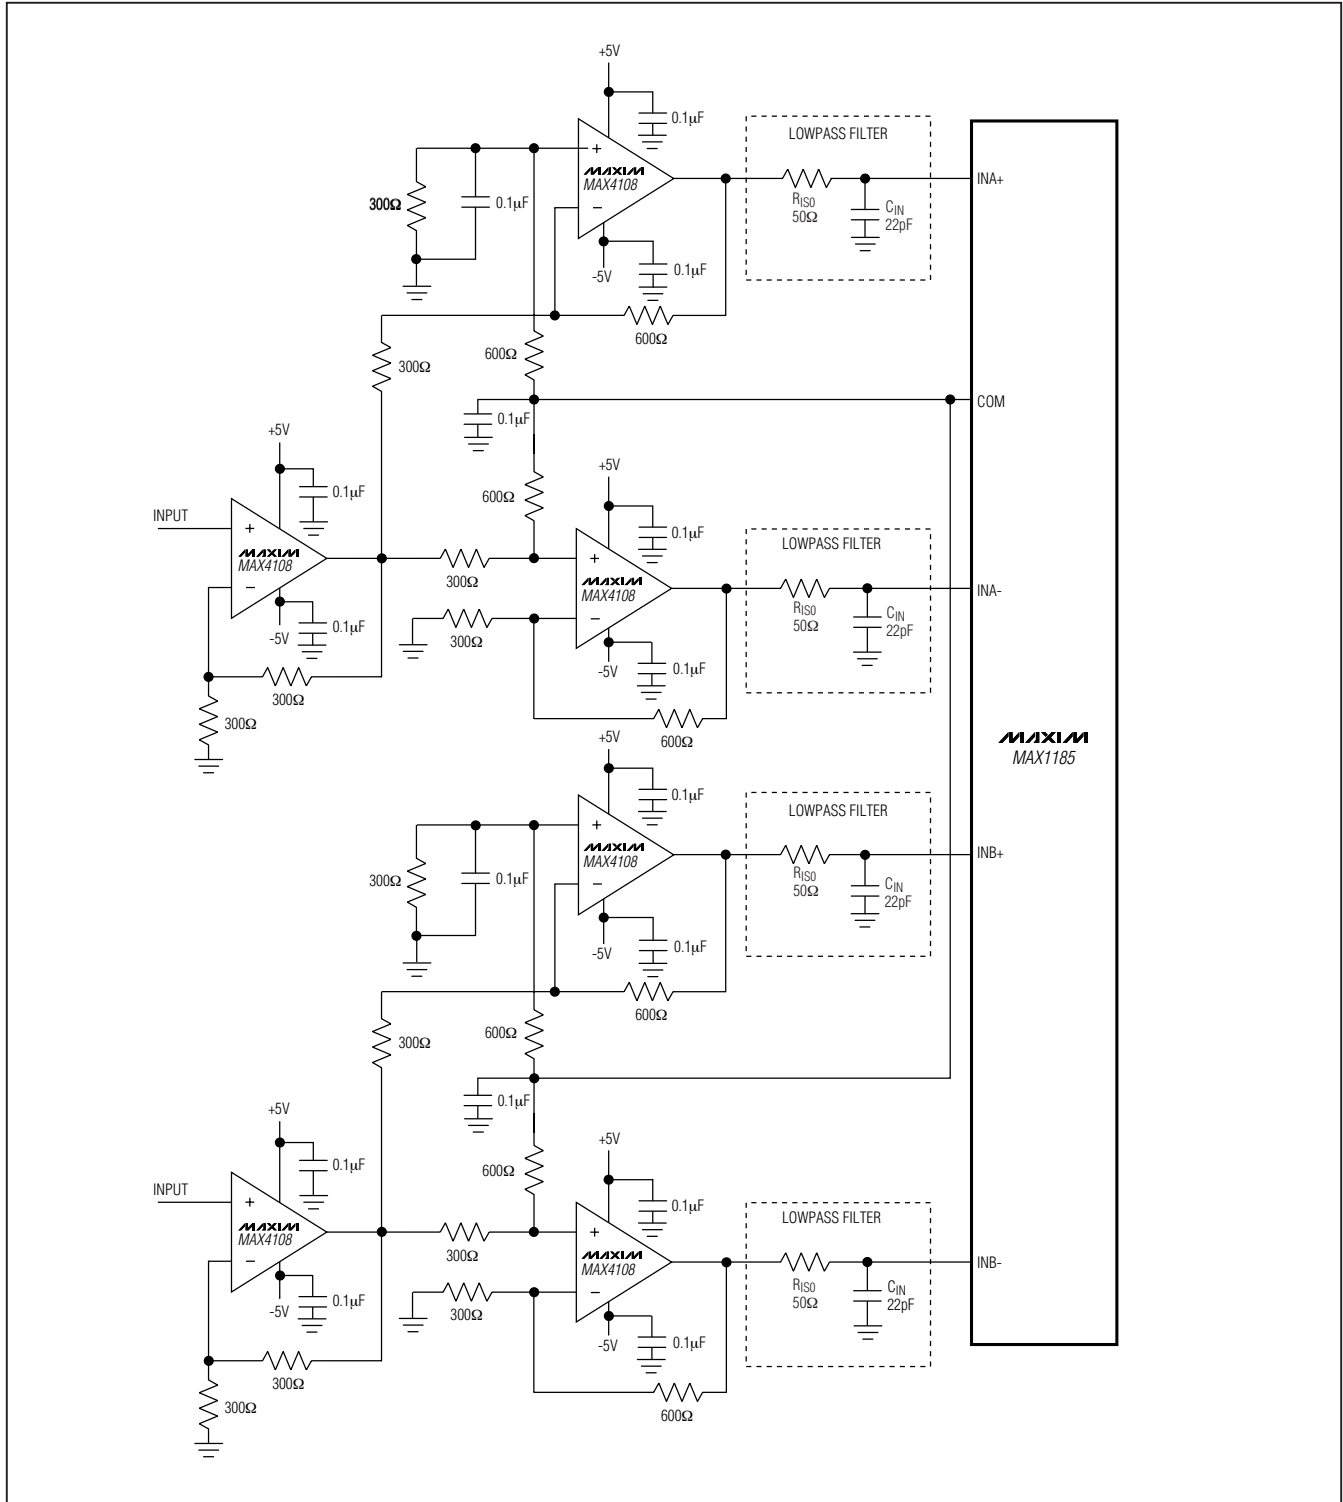 +5V
0.1µF
LOWPASS FILTER
+
MAXIM
MAX4108
INA+
300Ω
0.1µF
RISO
50Ω
CIN
22pF
−
-5V
0.1µF
600Ω
300Ω
600Ω
COM
0.1µF
+5V
0.1µF
600Ω
+5V
0.1µF
LOWPASS FILTER
INPUT
+
MAXIM
MAX4108
−
300Ω
+
MAXIM
MAX4108
−
INA-
RISO
50Ω
CIN
22pF
-5V
0.1µF
300Ω
-5V
0.1µF
300Ω
300Ω
600Ω
MAXIM
MAX1185
+5V
0.1µF
LOWPASS FILTER
+
MAXIM
MAX4108
−
INB+
300Ω
0.1µF
RISO
50Ω
CIN
22pF
-5V
0.1µF
600Ω
300Ω
600Ω
0.1µF
+5V
0.1µF
600Ω
+5V
0.1µF
LOWPASS FILTER
INPUT
+
MAXIM
MAX4108
−
300Ω
+
MAXIM
MAX4108
−
INB-
RISO
50Ω
CIN
22pF
-5V
0.1µF
300Ω
-5V
0.1µF
300Ω
300Ω
600Ω